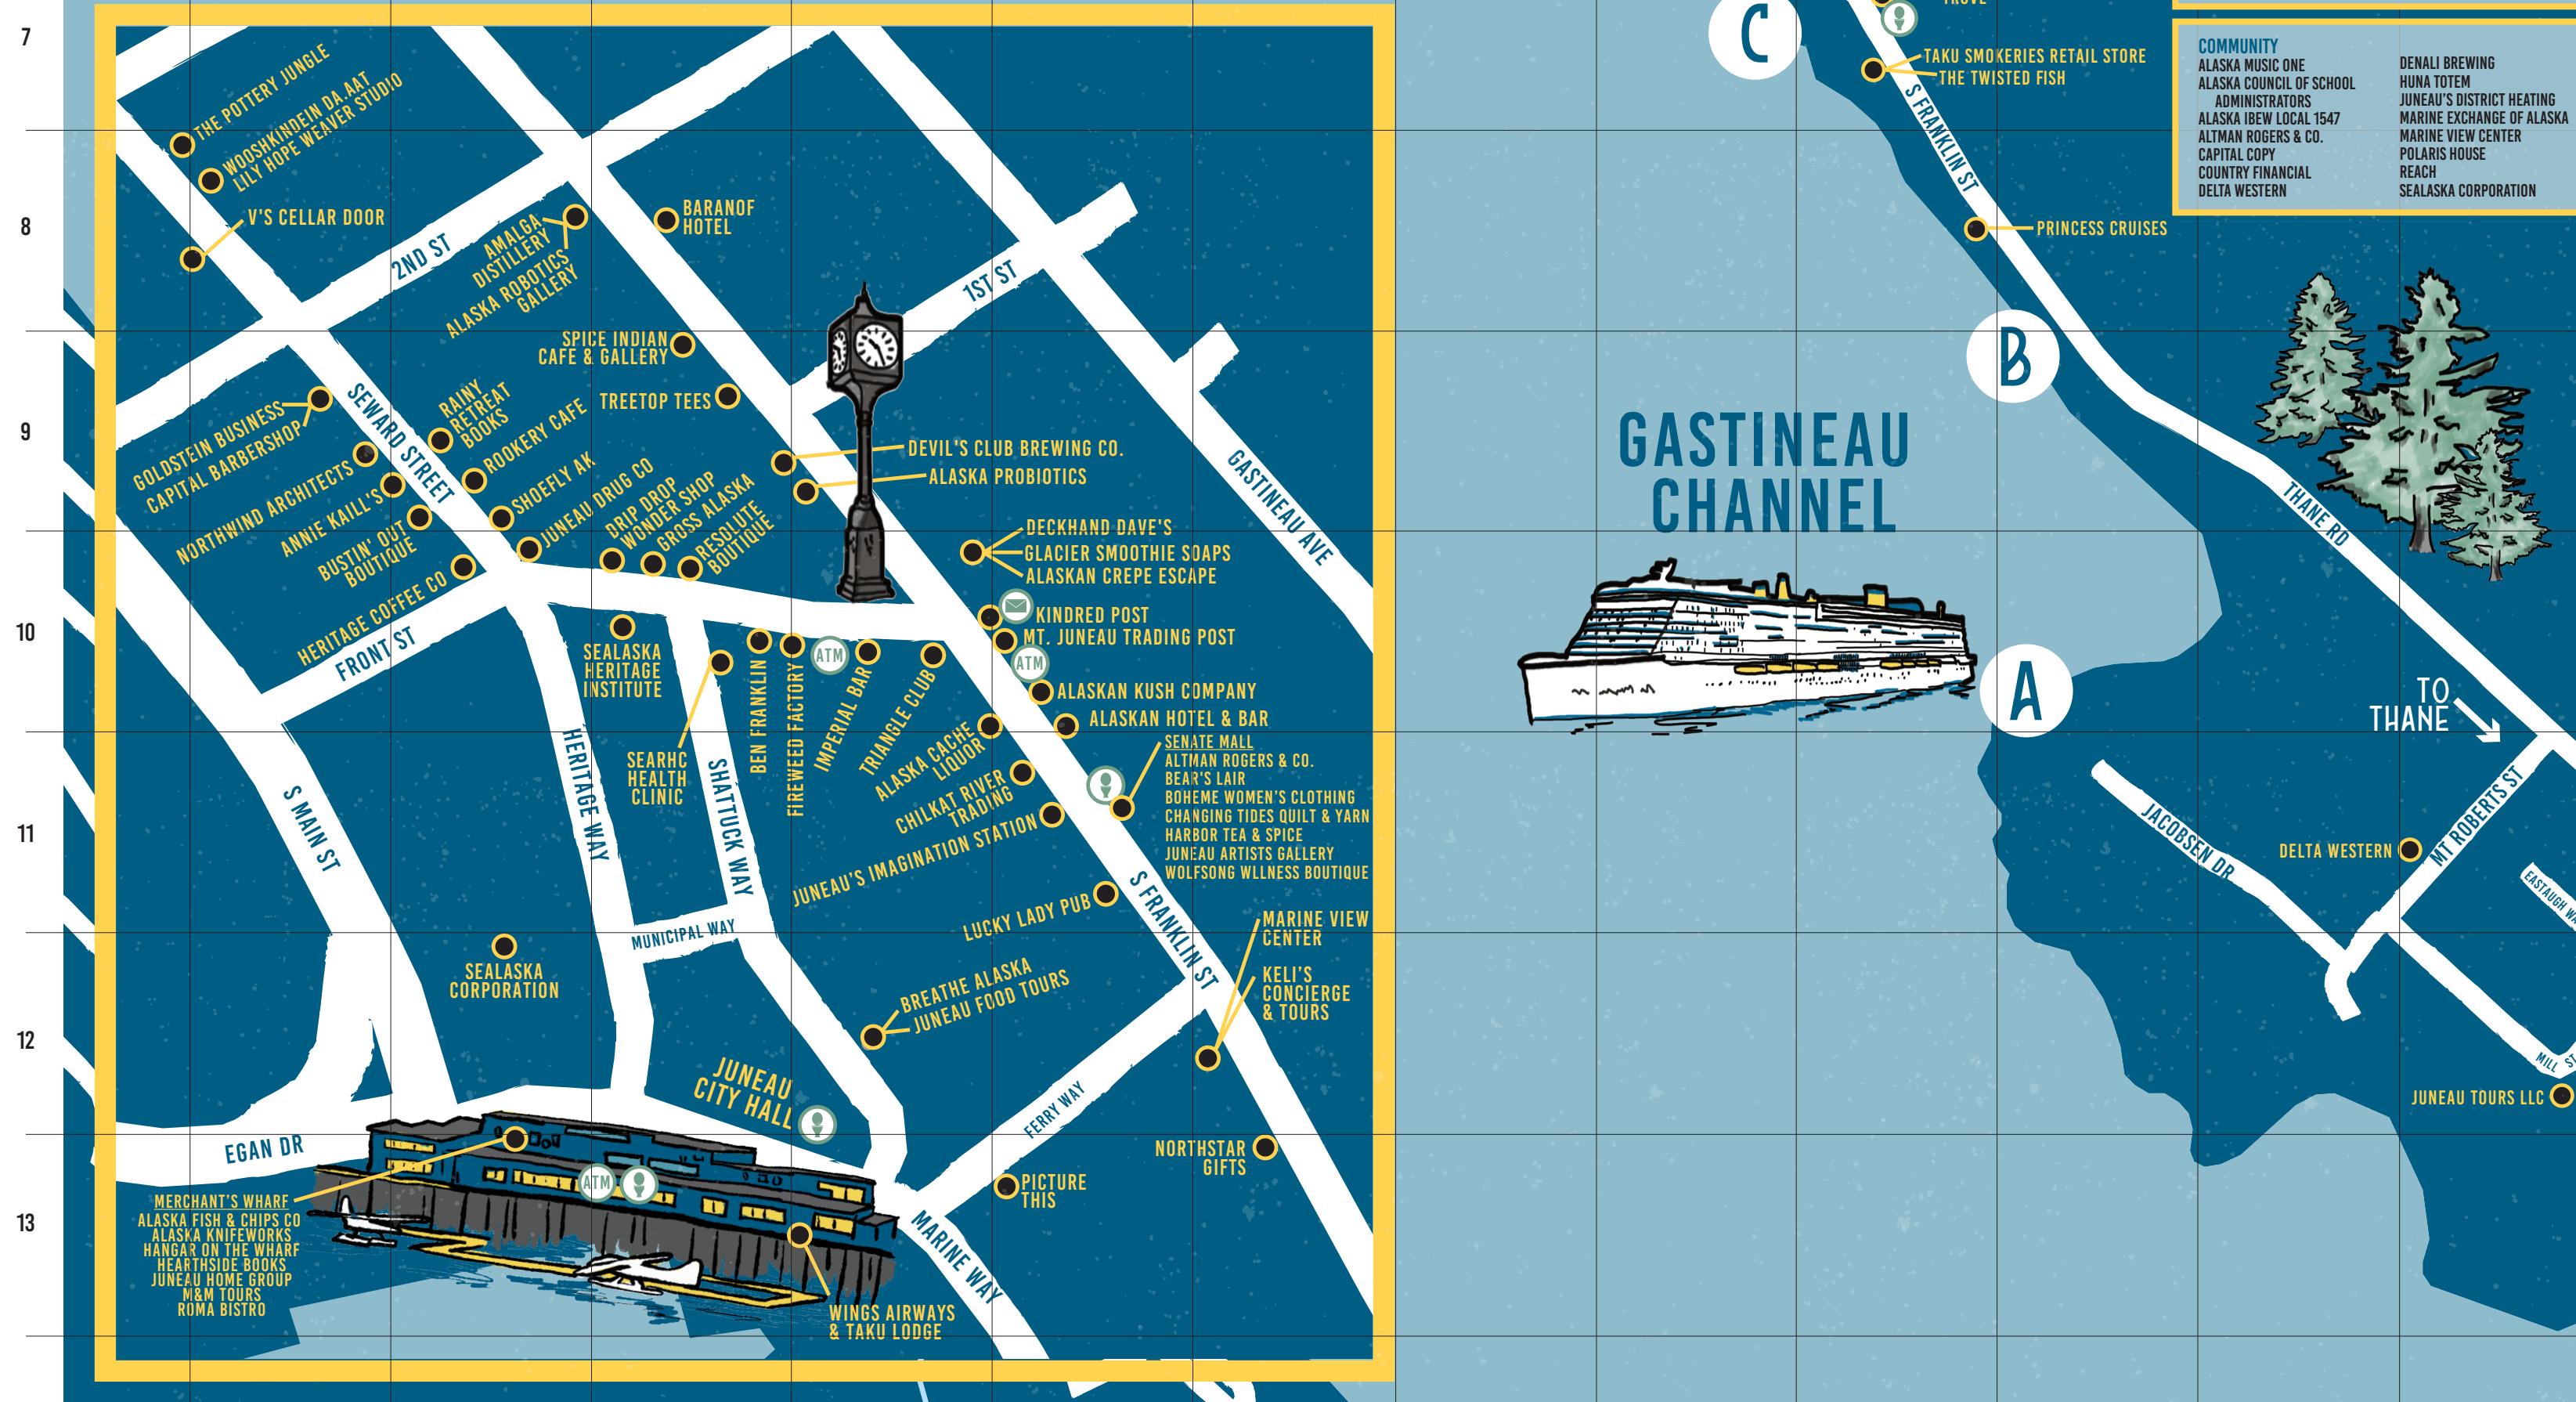 7
8
9
10
11
12
13
THE POTTERY JUNGLE
WOOSHKINDEIN DA.AAT
LILY HOPE WEAVER STUDIO
V'S CELLAR DOOR
2ND ST
AMALGA
DISTILLERY
ALASKA ROBOTICS
GALLERY
BARANOF
HOTEL
1ST ST
SPICE INDIAN
CAFE & GALLERY
TREETOP TEES
GOLDSTEIN BUSINESS
CAPITAL BARBERSHOP
SEWARD STREET
RAINY
RETREAT
BOOKS
ROOKERY CAFE
NORTHWIND ARCHITECTS
ANNIE KAILL'S
BUSTIN' OUT
BOUTIQUE
SHOEFLY AK
JUNEAU DRUG CO
DRIP DROP
WONDER SHOP
GROSS ALASKA
RESOLUTE
BOUTIQUE
DEVIL'S CLUB BREWING CO.
ALASKA PROBIOTICS
GASTINEAU AVE
HERITAGE COFFEE CO
FRONT ST
DECKHAND DAVE'S
GLACIER SMOOTHIE SOAPS
ALASKAN CREPE ESCAPE
KINDRED POST
MT. JUNEAU TRADING POST
ATM
ALASKAN KUSH COMPANY
ALASKAN HOTEL & BAR
SEALASKA
HERITAGE
INSTITUTE
SEARHC
HEALTH
CLINIC
BEN FRANKLIN
FIREWEED FACTORY
ATM
IMPERIAL BAR
TRIANGLE CLUB
ALASKA CACHE
LIQUOR
CHILKAT RIVER
TRADING
JUNEAU'S IMAGINATION STATION
LUCKY LADY PUB
SENATE MALL
ALTMAN ROGERS & CO.
BEAR'S LAIR
BOHEME WOMEN'S CLOTHING
CHANGING TIDES QUILT & YARN
HARBOR TEA & SPICE
JUNEAU ARTISTS GALLERY
WOLFSONG WLLNESS BOUTIQUE
S MAIN ST
HERITAGE WAY
SHATTUCK WAY
MUNICIPAL WAY
S FRANKLIN ST
MARINE VIEW
CENTER
KELI'S
CONCIERGE
& TOURS
SEALASKA
CORPORATION
BREATHE ALASKA
JUNEAU FOOD TOURS
JUNEAU
CITY HALL
FERRY WAY
EGAN DR
NORTHSTAR
GIFTS
PICTURE
THIS
MARINE WAY
ATM
MERCHANT'S WHARF
ALASKA FISH & CHIPS CO
ALASKA KNIFEWORKS
HANGAR ON THE WHARF
HEARTHSIDE BOOKS
JUNEAU HOME GROUP
M&M TOURS
ROMA BISTRO
WINGS AIRWAYS
& TAKU LODGE
C
TROVE
TAKU SMOKERIES RETAIL STORE
THE TWISTED FISH
S FRANKLIN ST
PRINCESS CRUISES
B
GASTINEAU
CHANNEL
A
THANE RD
TO
THANE
MT ROBERTS ST
JACOBSEN DR
DELTA WESTERN
EASTAUGH WA
MILL ST
JUNEAU TOURS LLC
COMMUNITY
ALASKA MUSIC ONE
ALASKA COUNCIL OF SCHOOL
ADMINISTRATORS
ALASKA IBEW LOCAL 1547
ALTMAN ROGERS & CO.
CAPITAL COPY
COUNTRY FINANCIAL
DELTA WESTERN
DENALI BREWING
HUNA TOTEM
JUNEAU'S DISTRICT HEATING
MARINE EXCHANGE OF ALASKA
MARINE VIEW CENTER
POLARIS HOUSE
REACH
SEALASKA CORPORATION